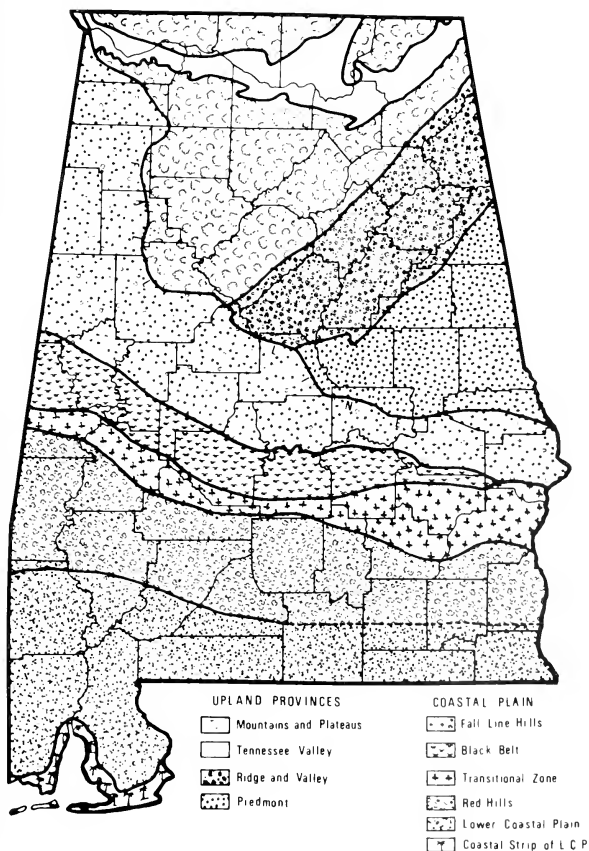 UPLAND PROVINCES
Mountains and Plateaus
Tennessee Valley
Ridge and Valley
Piedmont
COASTAL PLAIN
Fall Line Hills
Black Belt
Transitional Zone
Red Hills
Lower Coastal Plain
Coastal Strip of L C P